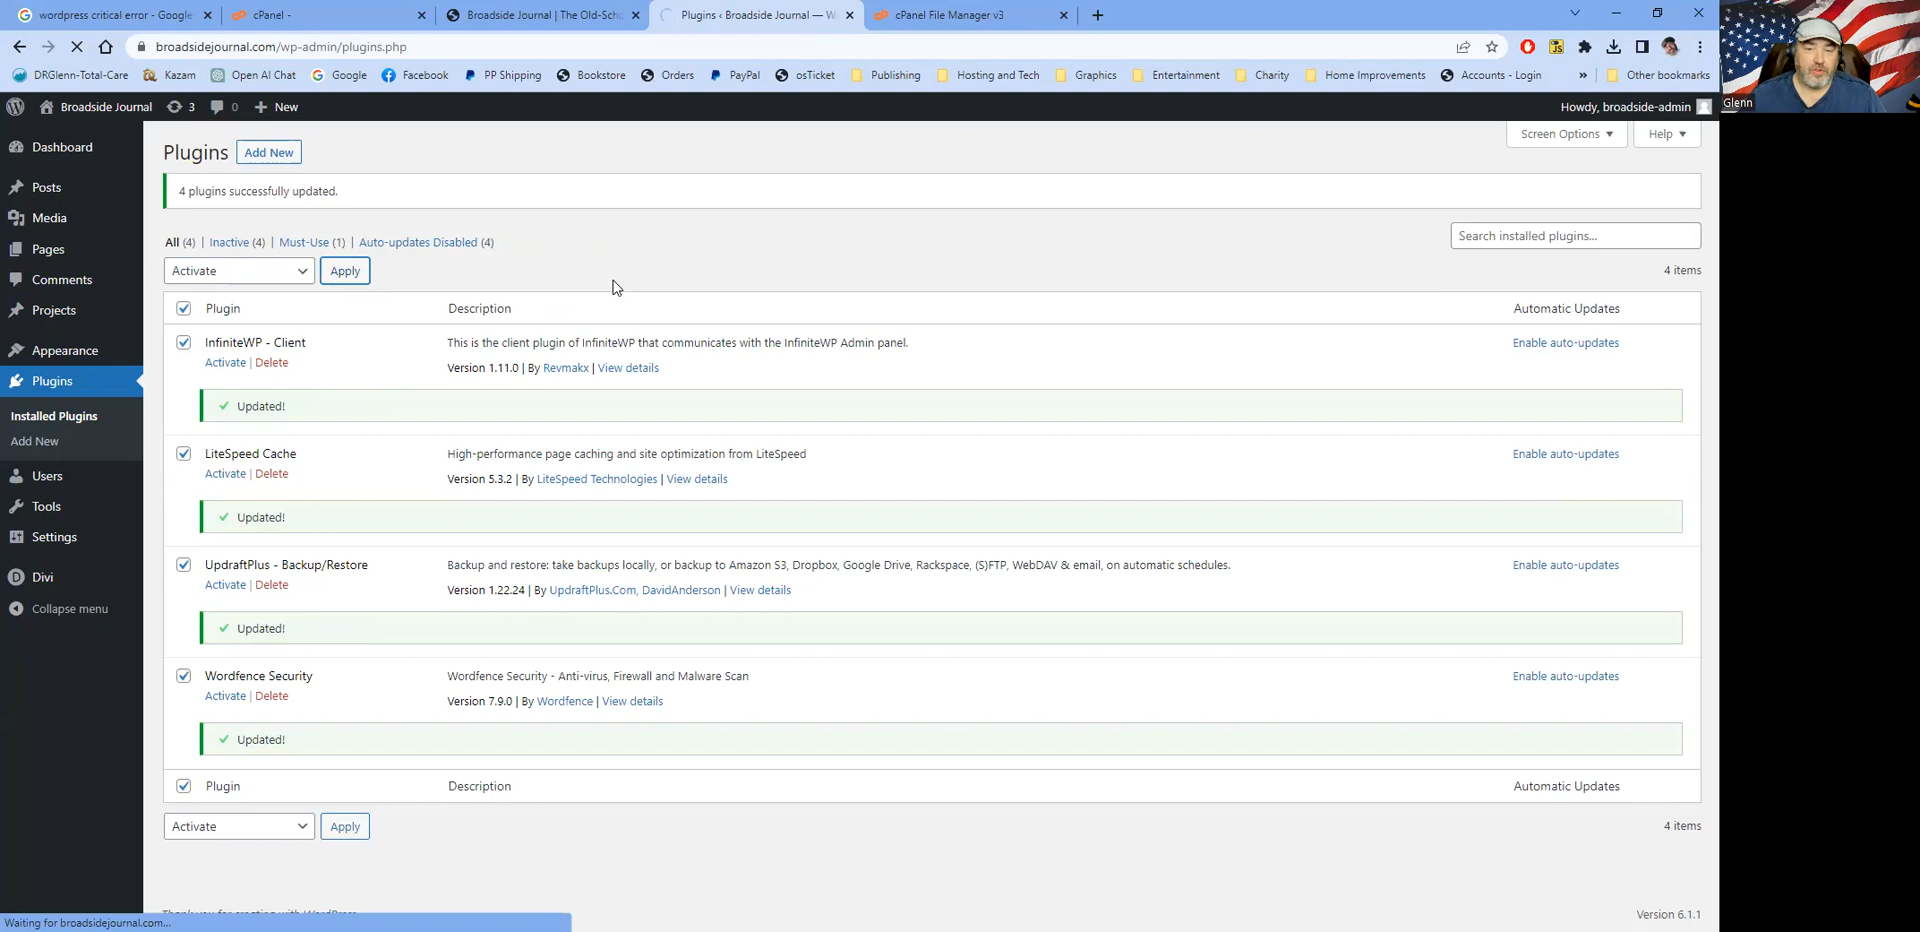 wordpress critical error - Google
cPanel -
Broadside Journal | The Old-Scho
Plugins ‹ Broadside Journal — W
cPanel File Manager v3
broadsidejournal.com/wp-admin/plugins.php
DRGlenn-Total-Care
Kazam
Open AI Chat
Google
Facebook
PP Shipping
Bookstore
Orders
PayPal
osTicket
Publishing
Hosting and Tech
Graphics
Entertainment
Charity
Home Improvements
Accounts - Login
»
Other bookmarks
Glenn
Broadside Journal
3
0
New
Howdy, broadside-admin
Dashboard
Posts
Media
Pages
Comments
Projects
Appearance
Plugins
Installed Plugins
Add New
Users
Tools
Settings
Divi
Collapse menu
Screen Options
Help
Plugins
Add New
4 plugins successfully updated.
All (4) | Inactive (4) | Must-Use (1) | Auto-updates Disabled (4)
Search installed plugins...
Activate
Apply
4 items
Plugin
Description
Automatic Updates
InfiniteWP - Client
This is the client plugin of InfiniteWP that communicates with the InfiniteWP Admin panel.
Enable auto-updates
Activate | Delete
Version 1.11.0 | By Revmakx | View details
Updated!
LiteSpeed Cache
High-performance page caching and site optimization from LiteSpeed
Enable auto-updates
Activate | Delete
Version 5.3.2 | By LiteSpeed Technologies | View details
Updated!
UpdraftPlus - Backup/Restore
Backup and restore: take backups locally, or backup to Amazon S3, Dropbox, Google Drive, Rackspace, (S)FTP, WebDAV & email, on automatic schedules.
Enable auto-updates
Activate | Delete
Version 1.22.24 | By UpdraftPlus.Com, DavidAnderson | View details
Updated!
Wordfence Security
Wordfence Security - Anti-virus, Firewall and Malware Scan
Enable auto-updates
Activate | Delete
Version 7.9.0 | By Wordfence | View details
Updated!
Plugin
Description
Automatic Updates
Activate
Apply
4 items
Thank you for creating with WordPress
Version 6.1.1
Waiting for broadsidejournal.com...